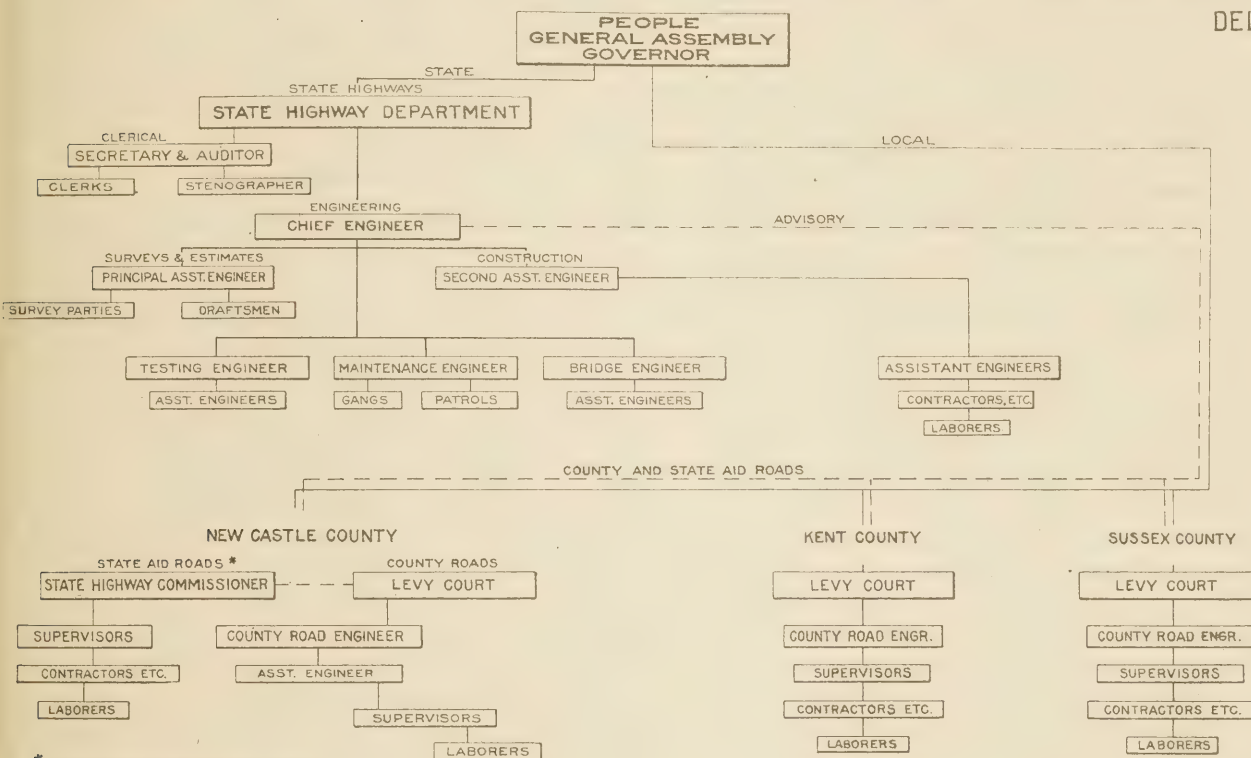 DEL
PEOPLE
GENERAL ASSEMBLY
GOVERNOR
STATE
STATE HIGHWAYS
STATE HIGHWAY DEPARTMENT
LOCAL
CLERICAL
SECRETARY & AUDITOR
CLERKS
STENOGRAPHER
ENGINEERING
CHIEF ENGINEER
ADVISORY
SURVEYS & ESTIMATES
PRINCIPAL ASST. ENGINEER
CONSTRUCTION
SECOND ASST. ENGINEER
SURVEY PARTIES
DRAFTSMEN
TESTING ENGINEER
MAINTENANCE ENGINEER
BRIDGE ENGINEER
ASSISTANT ENGINEERS
ASST. ENGINEERS
GANGS
PATROLS
ASST. ENGINEERS
CONTRACTORS, ETC.
LABORERS
COUNTY AND STATE AID ROADS
NEW CASTLE COUNTY
KENT COUNTY
SUSSEX COUNTY
STATE AID ROADS *
STATE HIGHWAY COMMISSIONER
COUNTY ROADS
LEVY COURT
LEVY COURT
LEVY COURT
SUPERVISORS
COUNTY ROAD ENGINEER
COUNTY ROAD ENGR.
COUNTY ROAD ENGR.
CONTRACTORS ETC.
ASST. ENGINEER
SUPERVISORS
SUPERVISORS
LABORERS
SUPERVISORS
CONTRACTORS ETC.
CONTRACTORS ETC.
LABORERS
LABORERS
LABORERS
*